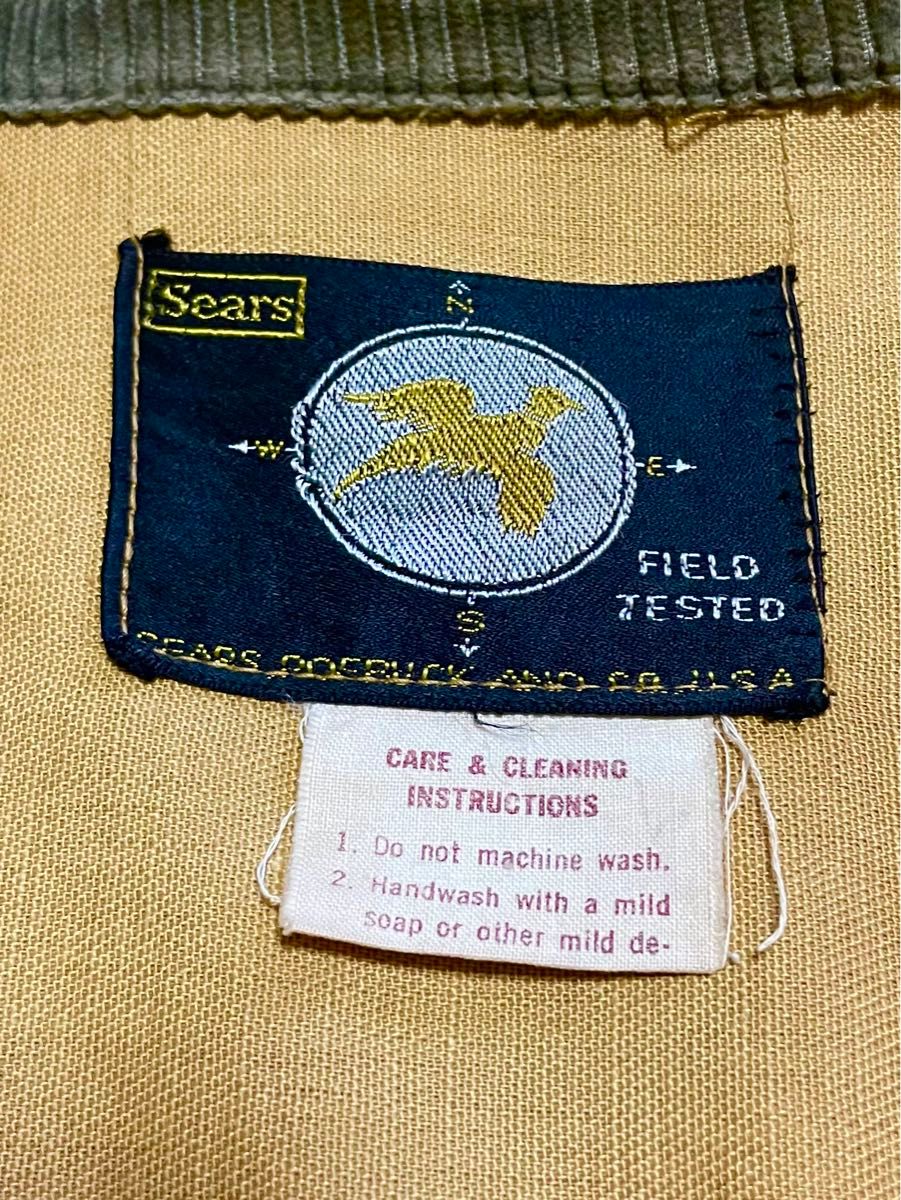 Sears
N
W
E
S
FIELD
TESTED
SEARS ROEBUCK AND CO. U.S.A.
CARE & CLEANING
INSTRUCTIONS
1. Do not machine wash.
2. Handwash with a mild
soap or other mild de-